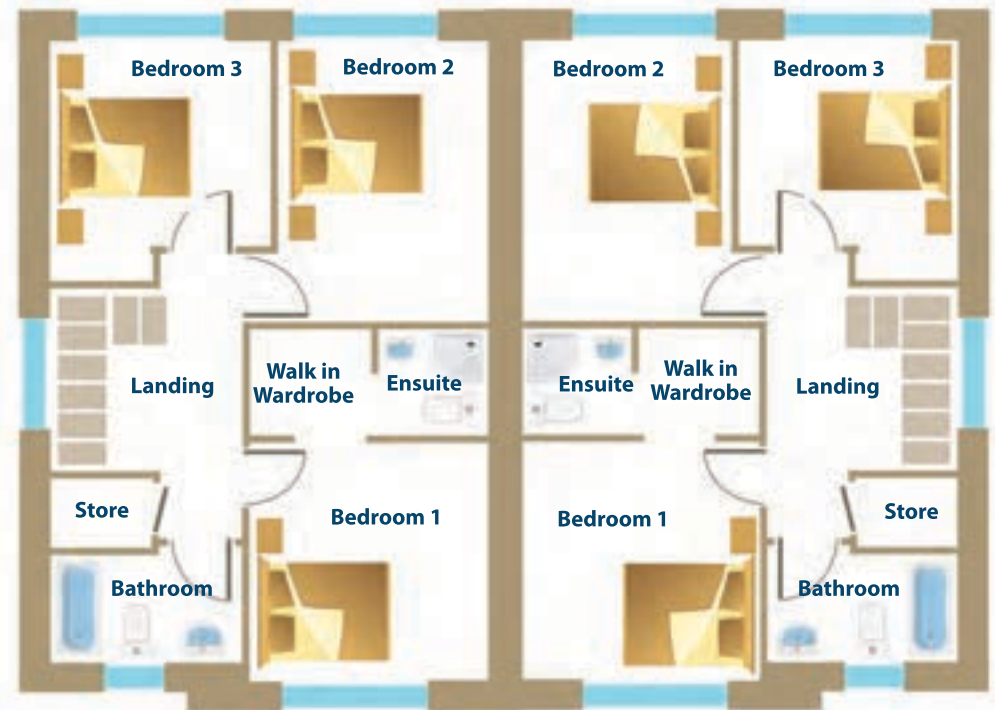 Bedroom 3
Bedroom 2
Bedroom 2
Bedroom 3
Landing
Walk in
Wardrobe
Ensuite
Ensuite
Walk in
Wardrobe
Landing
Store
Bedroom 1
Bedroom 1
Store
Bathroom
Bathroom